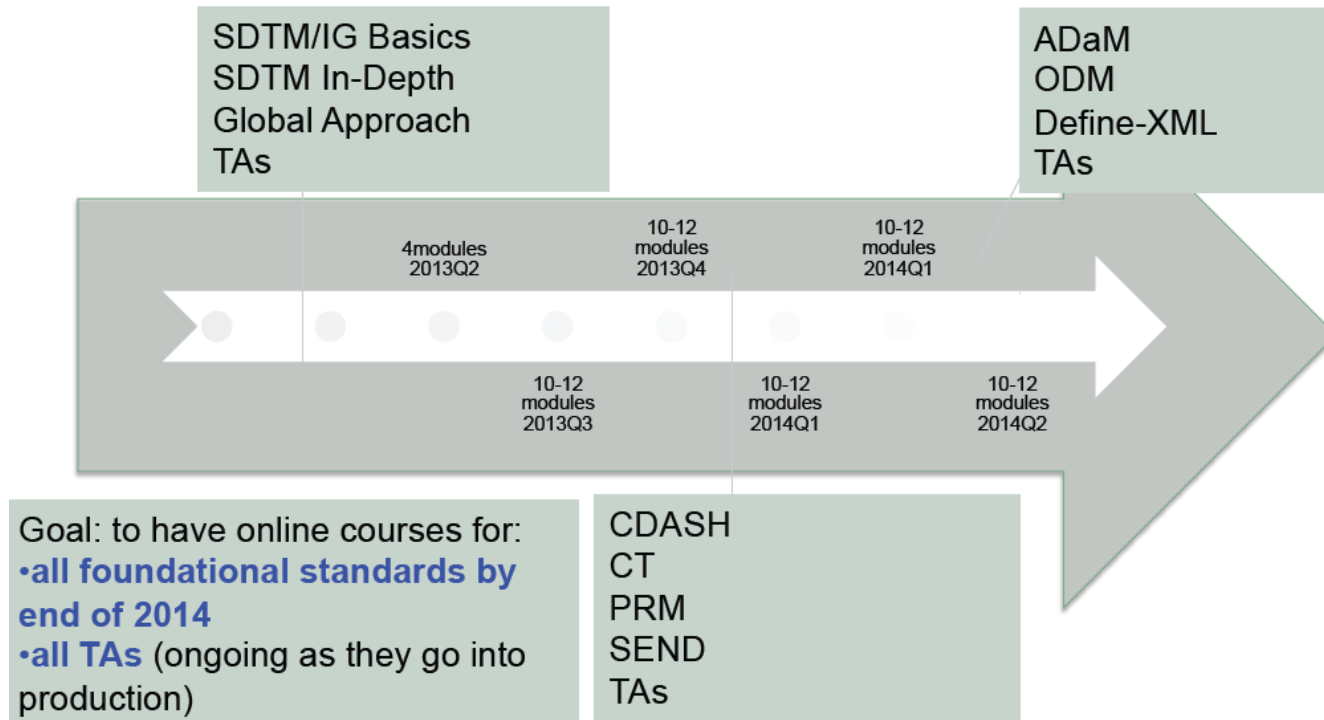 SDTM/IG Basics
SDTM In-Depth
Global Approach
TAs
ADaM
ODM
Define-XML
TAs
4modules
2013Q2
10-12
modules
2013Q4
10-12
modules
2014Q1
10-12
modules
2013Q3
10-12
modules
2014Q1
10-12
modules
2014Q2
Goal: to have online courses for:
•all foundational standards by
end of 2014
•all TAs (ongoing as they go into
production)
CDASH
CT
PRM
SEND
TAs